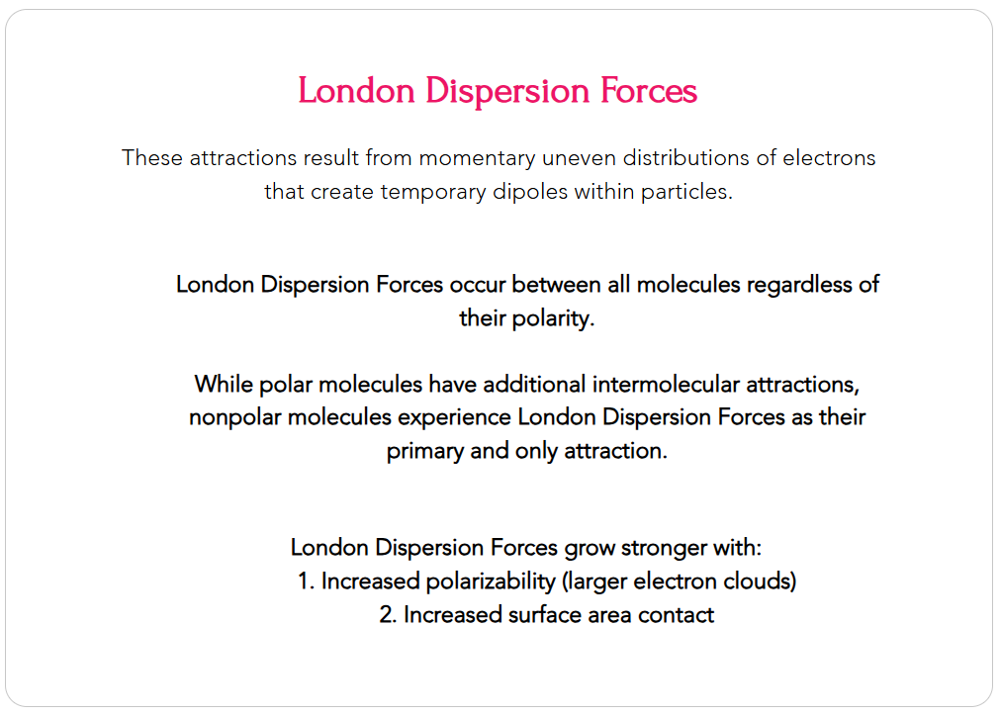 London Dispersion Forces
These attractions result from momentary uneven distributions of electrons
that create temporary dipoles within particles.
London Dispersion Forces occur between all molecules regardless of
their polarity.
While polar molecules have additional intermolecular attractions,
nonpolar molecules experience London Dispersion Forces as their
primary and only attraction.
London Dispersion Forces grow stronger with:
1. Increased polarizability (larger electron clouds)
2. Increased surface area contact